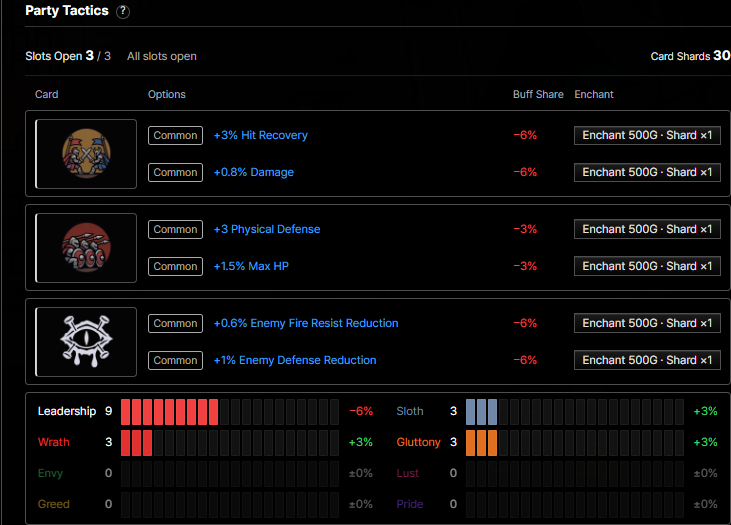 Party Tactics ?
Slots Open 3 / 3 All slots open Card Shards 30
Card Options Buff Share Enchant
Common +3% Hit Recovery −6% Enchant 500G · Shard ×1
Common +0.8% Damage −6% Enchant 500G · Shard ×1
Common +3 Physical Defense −3% Enchant 500G · Shard ×1
Common +1.5% Max HP −3% Enchant 500G · Shard ×1
Common +0.6% Enemy Fire Resist Reduction −6% Enchant 500G · Shard ×1
Common +1% Enemy Defense Reduction −6% Enchant 500G · Shard ×1
Leadership 9 −6% Sloth 3 +3%
Wrath 3 +3% Gluttony 3 +3%
Envy 0 ±0% Lust 0 ±0%
Greed 0 ±0% Pride 0 ±0%